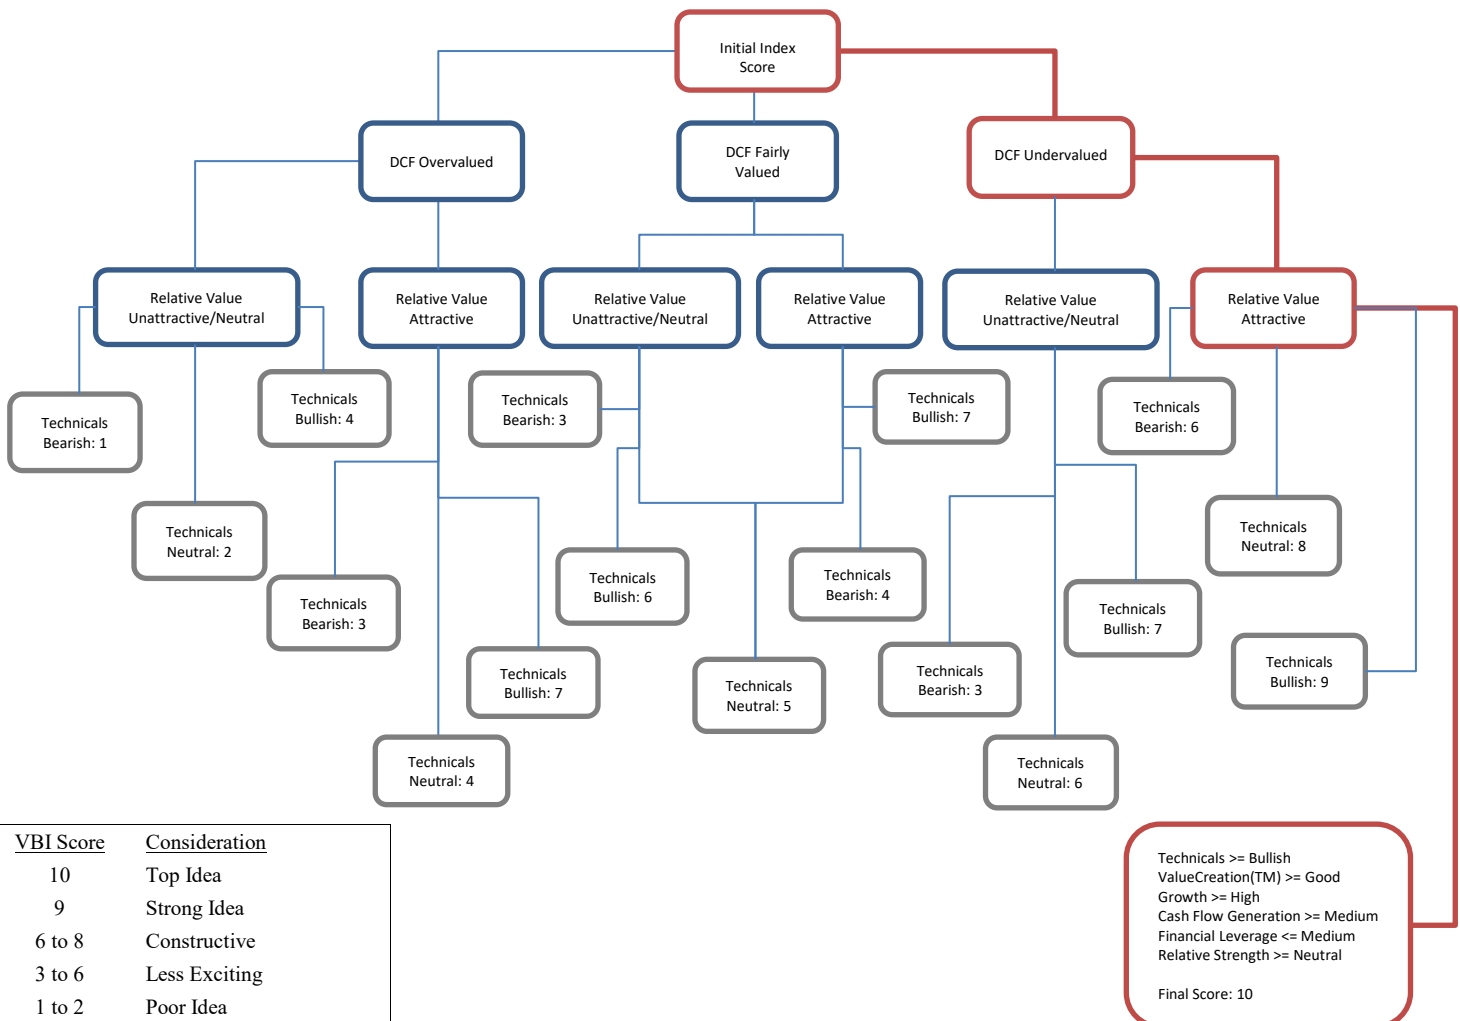 Initial Index
Score
DCF Overvalued
DCF Fairly
Valued
DCF Undervalued
Relative Value
Unattractive/Neutral
Relative Value
Attractive
Relative Value
Unattractive/Neutral
Relative Value
Attractive
Relative Value
Unattractive/Neutral
Relative Value
Attractive
Technicals
Bearish: 1
Technicals
Neutral: 2
Technicals
Bullish: 4
Technicals
Bearish: 3
Technicals
Neutral: 4
Technicals
Bullish: 7
Technicals
Bearish: 3
Technicals
Bullish: 6
Technicals
Neutral: 5
Technicals
Bullish: 7
Technicals
Bearish: 4
Technicals
Bearish: 3
Technicals
Neutral: 6
Technicals
Bullish: 7
Technicals
Bearish: 6
Technicals
Neutral: 8
Technicals
Bullish: 9
VBI Score Consideration
10 Top Idea
9 Strong Idea
6 to 8 Constructive
3 to 6 Less Exciting
1 to 2 Poor Idea
Technicals >= Bullish
ValueCreation(TM) >= Good
Growth >= High
Cash Flow Generation >= Medium
Financial Leverage <= Medium
Relative Strength >= Neutral
Final Score: 10